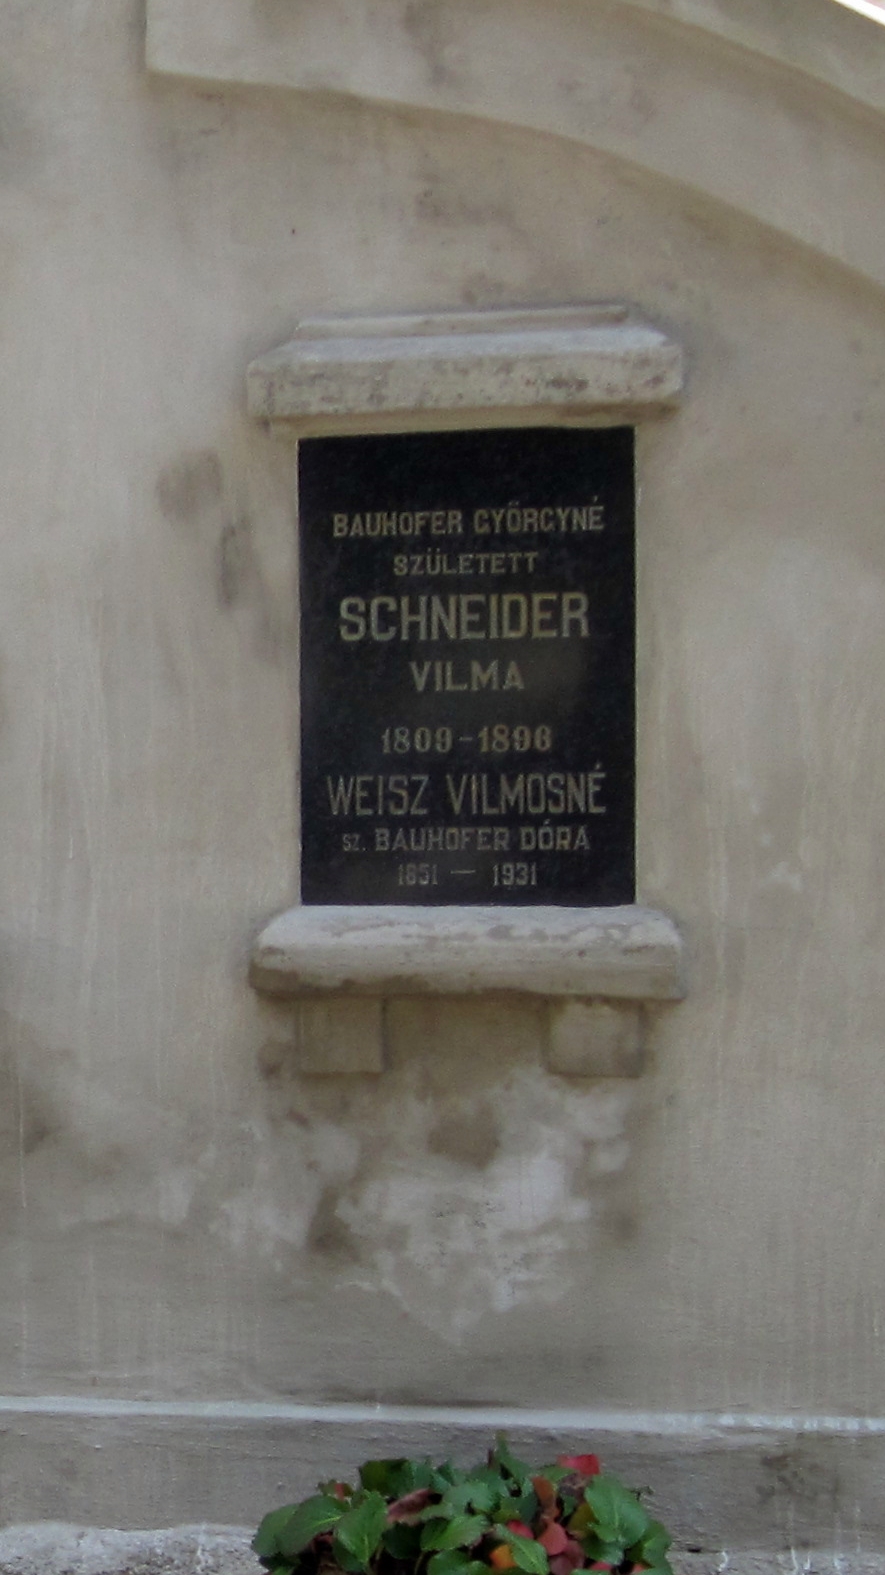 BAUHOFER GYÖRGYNÉ
SZÜLETETT
SCHNEIDER
VILMA
1809-1896
WEISZ VILMOSNÉ
SZ. BAUHOFER DÓRA
1851 — 1931